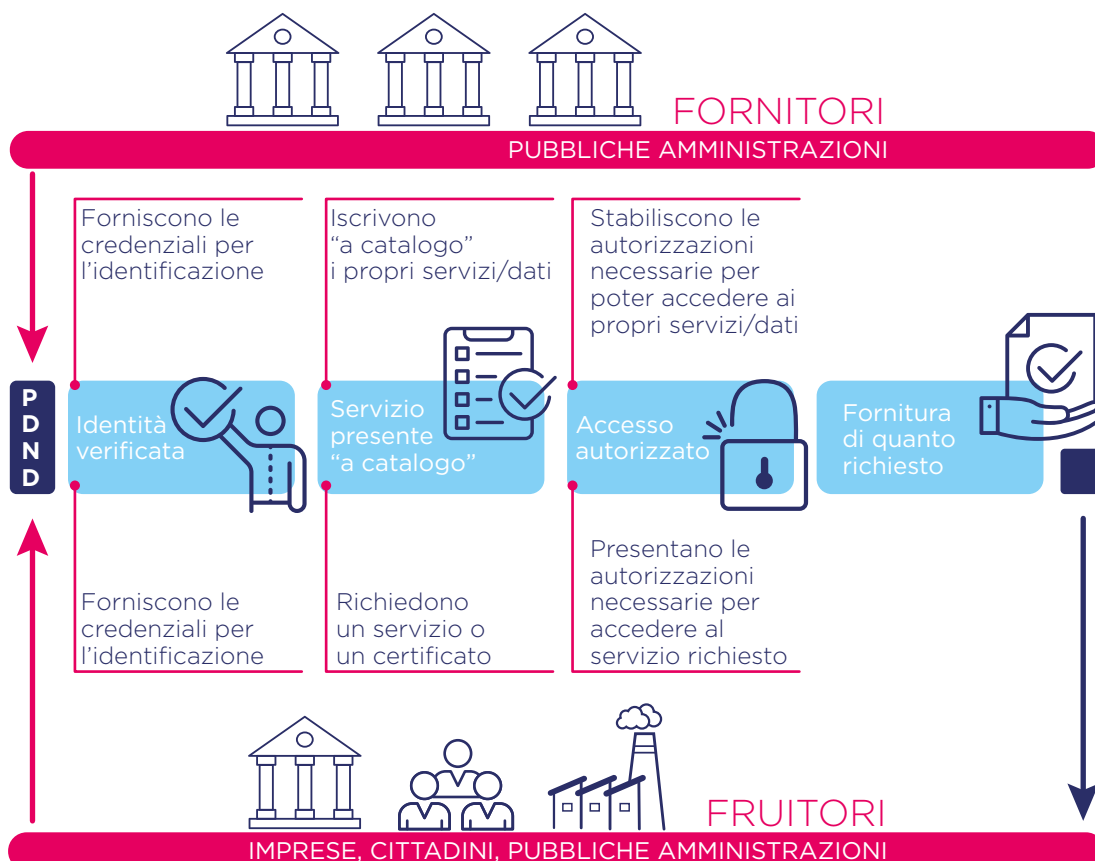 FORNITORI
PUBBLICHE AMMINISTRAZIONI
Forniscono le
credenziali per
l'identificazione
Iscrivono
“a catalogo”
i propri servizi/dati
Stabiliscono le
autorizzazioni
necessarie per
poter accedere ai
propri servizi/dati
P
D
N
D
Identità
verificata
Servizio
presente
“a catalogo”
Accesso
autorizzato
Fornitura
di quanto
richiesto
Forniscono le
credenziali per
l'identificazione
Richiedono
un servizio o
un certificato
Presentano le
autorizzazioni
necessarie per
accedere al
servizio richiesto
FRUITORI
IMPRESE, CITTADINI, PUBBLICHE AMMINISTRAZIONI